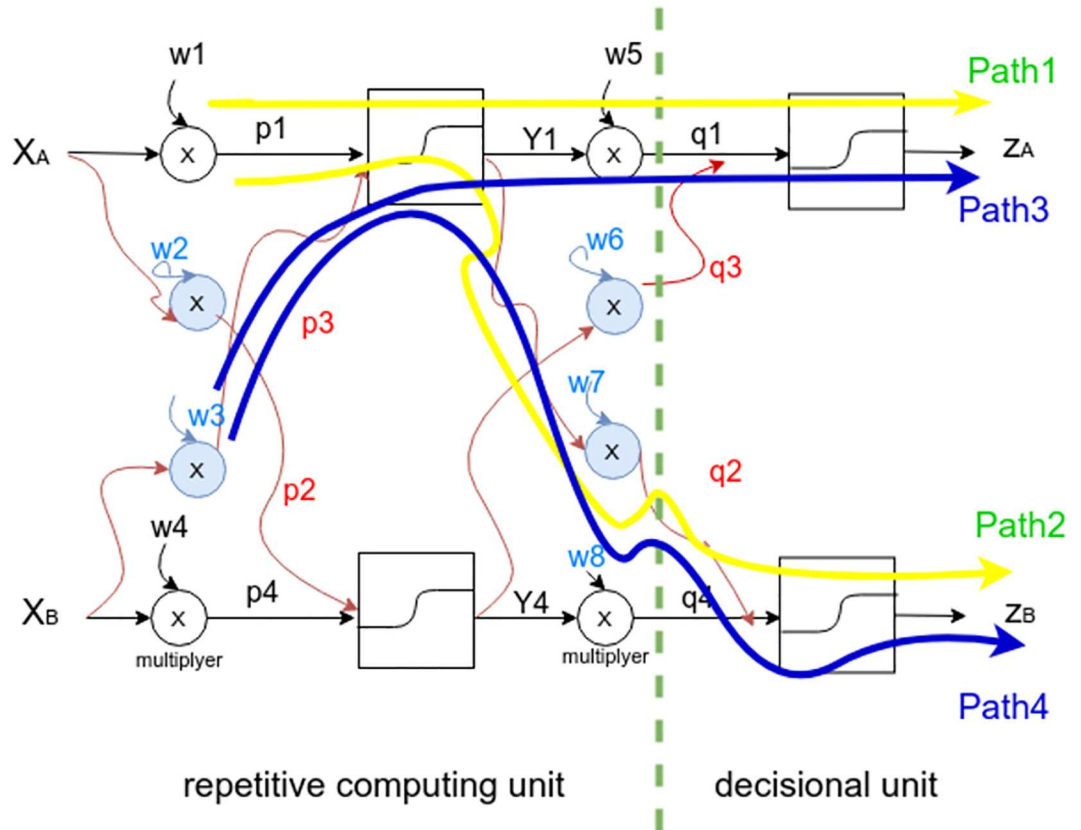 w1
w5
Path1
XA
x
p1
Y1
x
q1
zA
Path3
w2
w6
x
p3
x
q3
w3
w7
x
x
q2
p2
w4
w8
Path2
XB
x
p4
Y4
x
q4
zB
multiplyer
multiplyer
Path4
repetitive computing unit
decisional unit